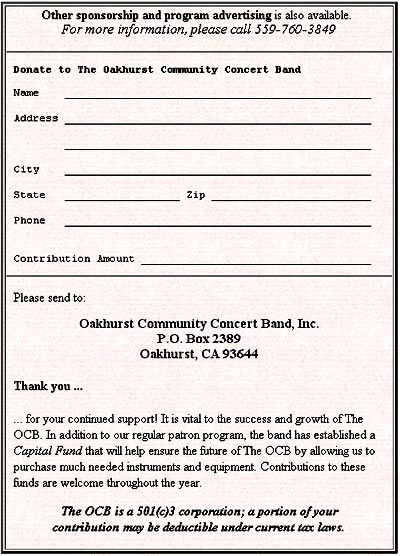 Other sponsorship and program advertising is also available.
For more information, please call 559-760-3849
Donate to The Oakhurst Community Concert Band
Name
Address
City
State Zip
Phone
Contribution Amount
Please send to:
Oakhurst Community Concert Band, Inc.
P.O. Box 2389
Oakhurst, CA 93644
Thank you ...
... for your continued support! It is vital to the success and growth of The
OCB. In addition to our regular patron program, the band has established a
Capital Fund that will help ensure the future of The OCB by allowing us to
purchase much needed instruments and equipment. Contributions to these
funds are welcome throughout the year.
The OCB is a 501(c)3 corporation; a portion of your
contribution may be deductible under current tax laws.